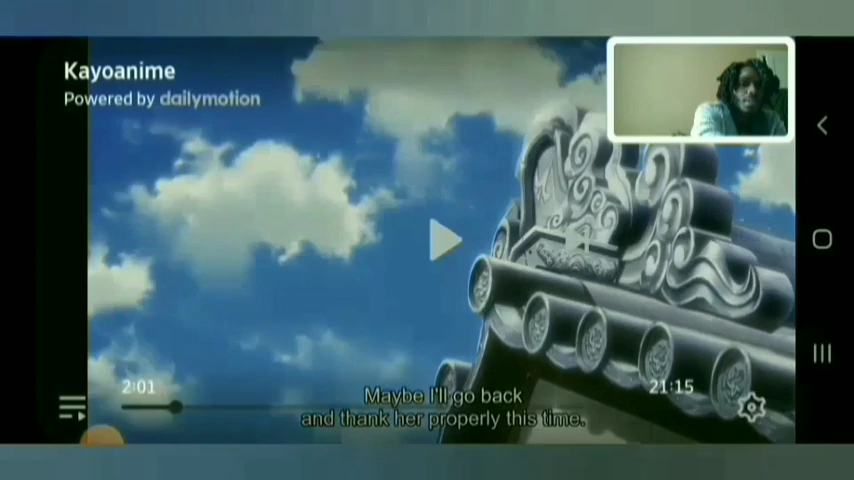 Kayoanime
Powered by dailymotion
2:01
21:15
Maybe I'll go back
and thank her properly this time.